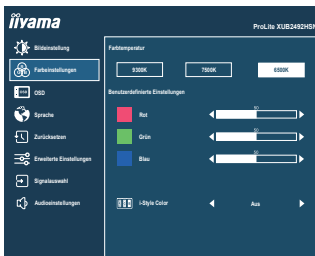 iiyama
ProLite XUB2492HSN
Bildeinstellung
Farbeinstellungen
OSD
Sprache
Zurücksetzen
Erweiterte Einstellungen
Signalauswahl
Audioeinstellungen
Farbtemperatur
9300K 7500K 6500K
Benutzerdefinierte Einstellungen
Rot 50
Grün 50
Blau 50
i-Style Color Aus